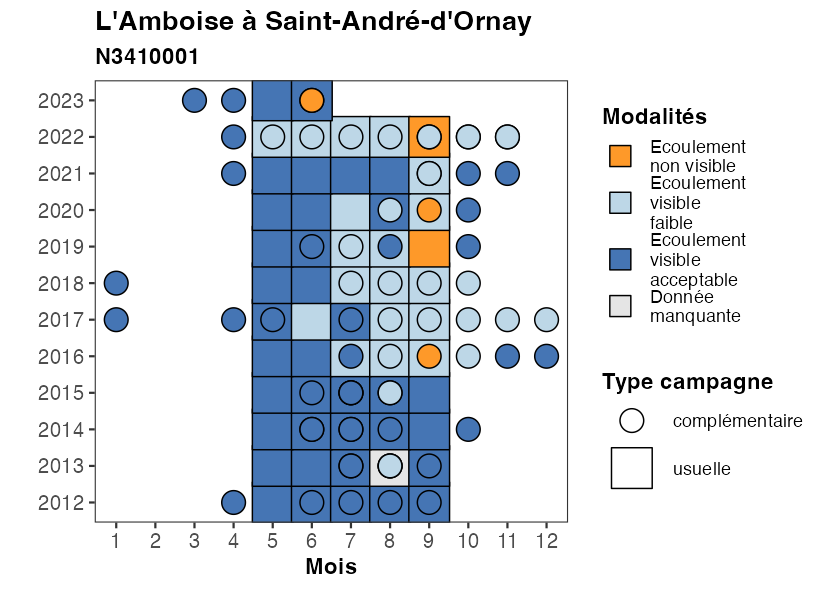 L'Amboise à Saint-André-d'Ornay
N3410001
2023
2022
2021
2020
2019
2018
2017
2016
2015
2014
2013
2012
1 2 3 4 5 6 7 8 9 10 11 12
Mois
Modalités
Ecoulement
non visible
Ecoulement
visible
faible
Ecoulement
visible
acceptable
Donnée
manquante
Type campagne
complémentaire
usuelle